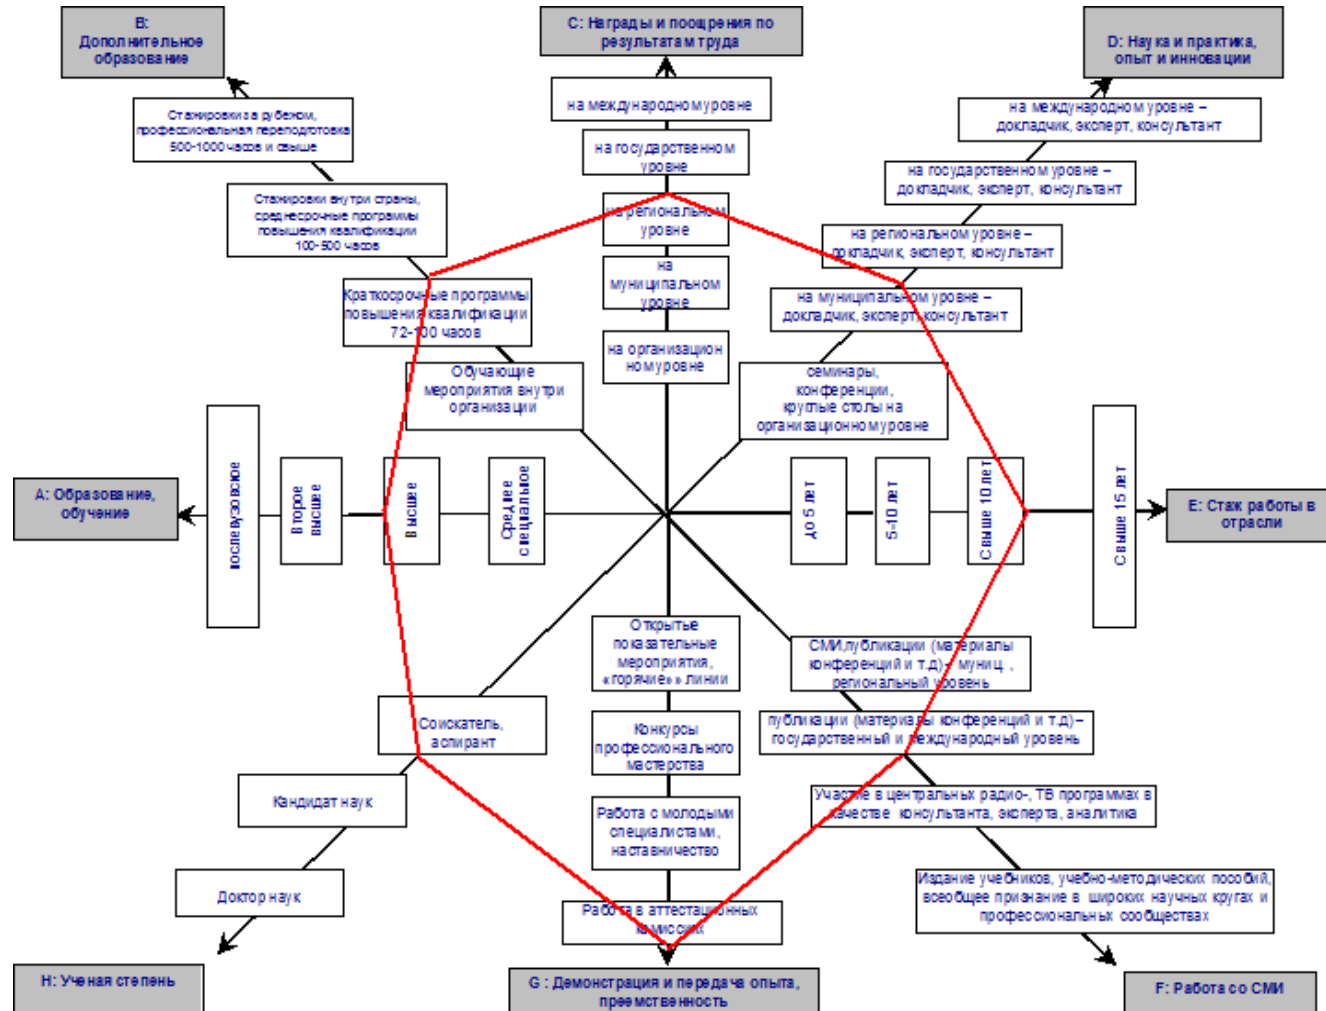 B:
Дополнительное
образование
C: Награды и поощрения по
результатам труда
D: Наука и практика,
опыт и инновации
Стажировки за рубежом,
профессиональная переподготовка
500-1000 часов и свыше
на международном уровне
на международном уровне –
докладчик, эксперт, консультант
на государственном
уровне
на государственном уровне –
докладчик, эксперт, консультант
Стажировки внутри страны,
среднесрочные программы
повышения квалификации
100-500 часов
на региональном
уровне
на региональном уровне –
докладчик, эксперт, консультант
Краткосрочные программы
повышения квалификации
72-100 часов
на
муниципальном
уровне
на муниципальном уровне –
докладчик, эксперт, консультант
Обучающие
мероприятия внутри
организации
на организацион
ном уровне
семинары,
конференции,
круглые столы на
организационном уровне
A: Образование,
обучение
послевузовское
Второе
высшее
Высшее
Среднее
специальное
до 5 лет
5-10 лет
Свыше 10 лет
Свыше 15 лет
E: Стаж работы в
отрасли
Открытые
показательные
мероприятия,
«горячие»» линии
СМИ,публикации (материалы
конференций и т.д) – муниц. ,
региональный уровень
Соискатель,
аспирант
Конкурсы
профессионального
мастерства
публикации (материалы конференций и т.д) –
государственный и международный уровень
Кандидат наук
Работа с молодыми
специалистами,
наставничество
Участие в центральных радио-, ТВ программах в
качестве консультанта, эксперта, аналитика
Доктор наук
Работа в аттестационных
комиссиях
Издание учебников, учебно-методических пособий,
всеобщее признание в широких научных кругах и
профессиональных сообществах
H: Ученая степень
G : Демонстрация и передача опыта,
преемственность
F: Работа со СМИ